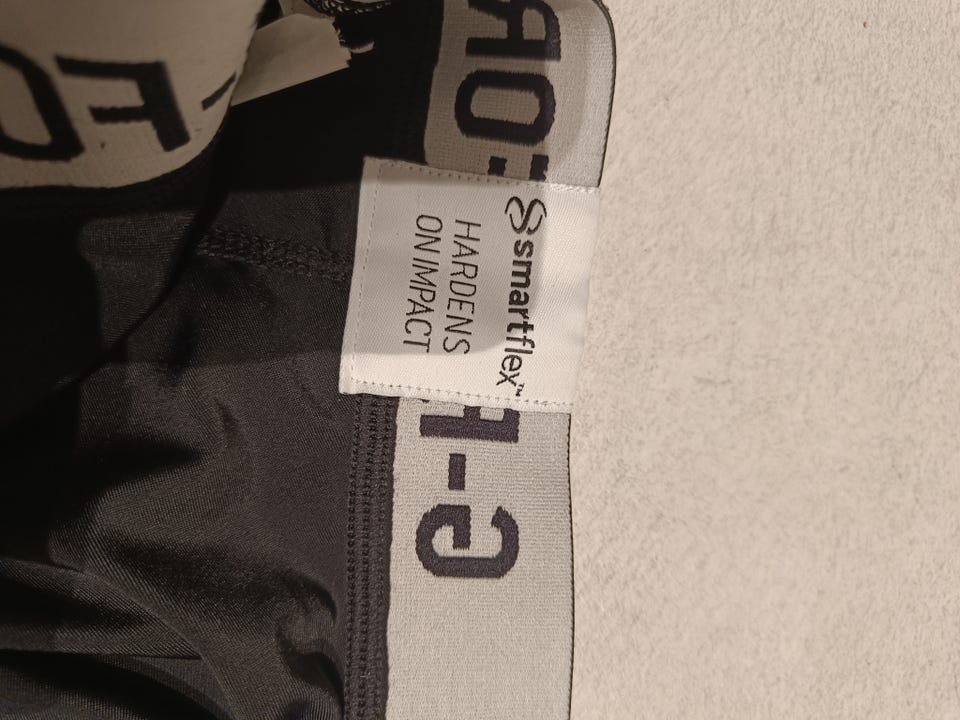 smartflex™
HARDENS
ON IMPACT
G-F